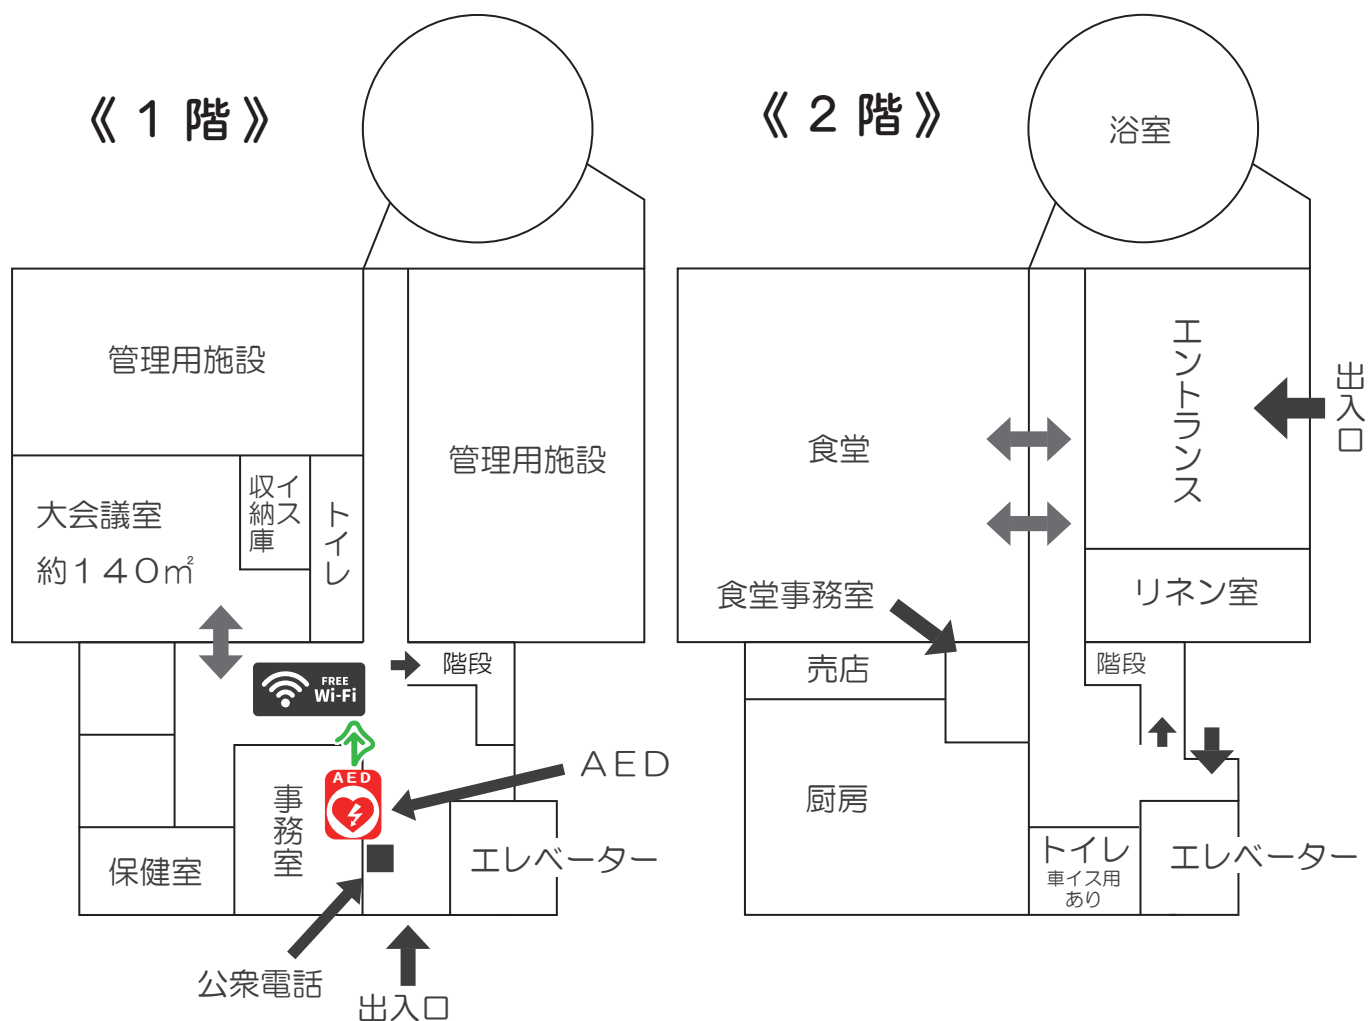 《１階》
管理用施設
管理用施設
大会議室
約１４０㎡
イス
収納庫
トイレ
FREE
Wi-Fi
階段
AED
ＡＥＤ
事務室
保健室
エレベーター
公衆電話
出入口
《２階》
浴室
エントランス
出入口
食堂
リネン室
食堂事務室
売店
階段
厨房
トイレ
車イス用
あり
エレベーター